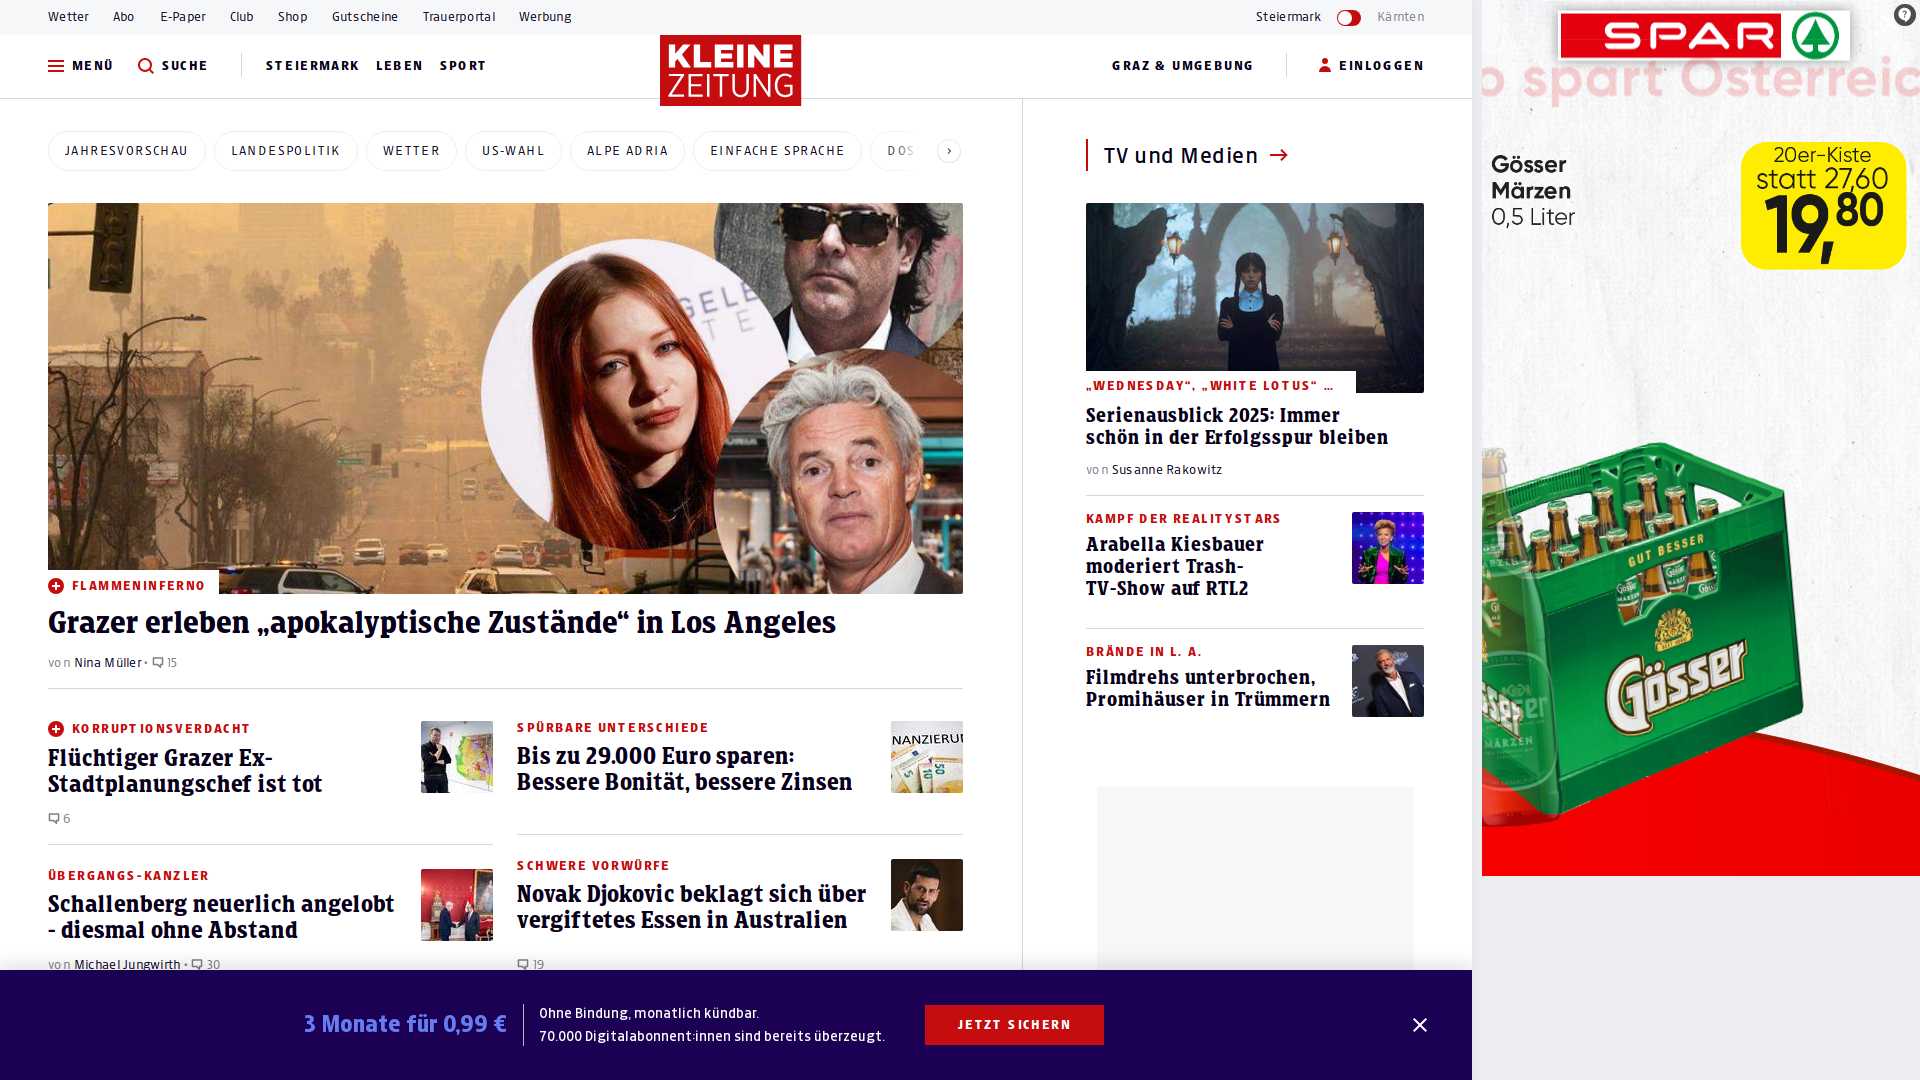 Wetter Abo E-Paper Club Shop Gutscheine Trauerportal Werbung Steiermark Kärnten
MENÜ SUCHE STEIERMARK LEBEN SPORT
KLEINE
ZEITUNG
GRAZ & UMGEBUNG EINLOGGEN
JAHRESVORSCHAU LANDESPOLITIK WETTER US-WAHL ALPE ADRIA EINFACHE SPRACHE DOS
FLAMMENINFERNO
Grazer erleben „apokalyptische Zustände“ in Los Angeles
von Nina Müller • 15
KORRUPTIONSVERDACHT
Flüchtiger Grazer Ex-
Stadtplanungschef ist tot
6
ÜBERGANGS-KANZLER
Schallenberg neuerlich angelobt
- diesmal ohne Abstand
von Michael Jungwirth • 30
SPÜRBARE UNTERSCHIEDE
Bis zu 29.000 Euro sparen:
Bessere Bonität, bessere Zinsen
NANZIERU
5 10 50
SCHWERE VORWÜRFE
Novak Djokovic beklagt sich über
vergiftetes Essen in Australien
19
TV und Medien
„WEDNESDAY“, „WHITE LOTUS“ ...
Serienausblick 2025: Immer
schön in der Erfolgsspur bleiben
von Susanne Rakowitz
KAMPF DER REALITYSTARS
Arabella Kiesbauer
moderiert Trash-
TV-Show auf RTL2
BRÄNDE IN L. A.
Filmdrehs unterbrochen,
Promihäuser in Trümmern
3 Monate für 0,99 €
Ohne Bindung, monatlich kündbar.
70.000 Digitalabonnent:innen sind bereits überzeugt.
JETZT SICHERN
SPAR
?
o spart Österreic
Gösser
Märzen
0,5 Liter
20er-Kiste
statt 27,60
19,80
GUT BESSER
Gösser
MÄRZEN